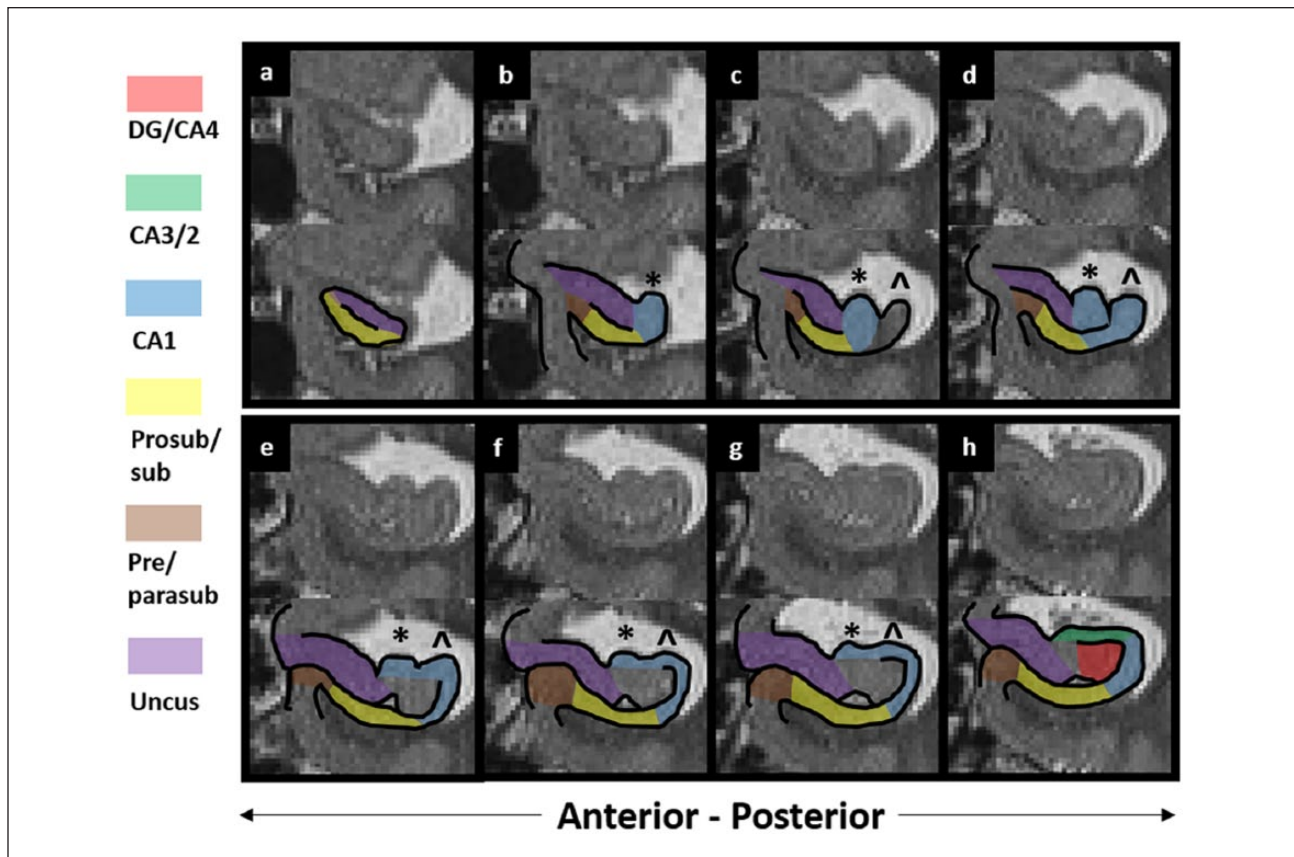 a
b
c
d
DG/CA4
CA3/2
CA1
Prosub/
sub
Pre/
parasub
Uncus
*
* ^
* ^
e
f
g
h
* ^
* ^
* ^
Anterior - Posterior